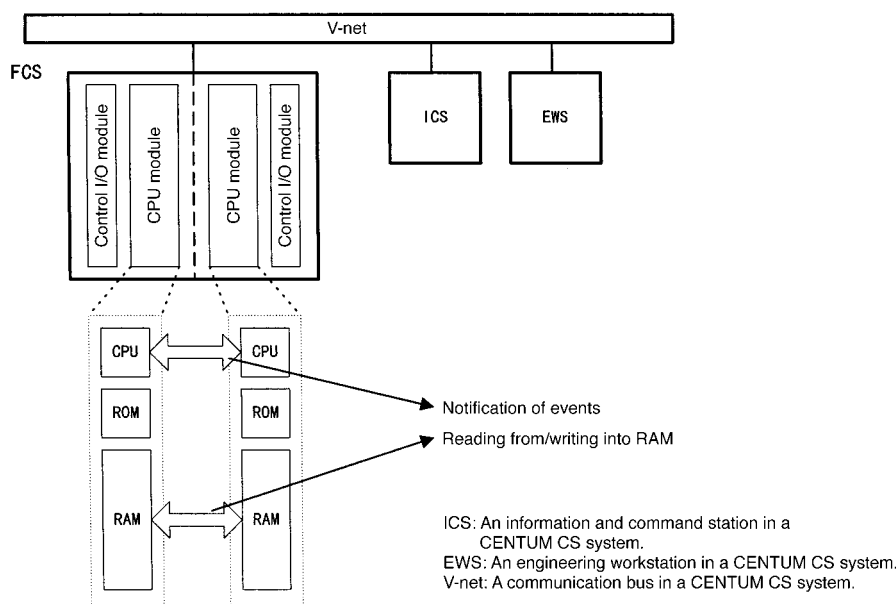 V-net
FCS
Control I/O module
CPU module
CPU module
Control I/O module
ICS
EWS
CPU
CPU
ROM
ROM
RAM
RAM
Notification of events
Reading from/writing into RAM
ICS: An information and command station in a
CENTUM CS system.
EWS: An engineering workstation in a CENTUM CS system.
V-net: A communication bus in a CENTUM CS system.